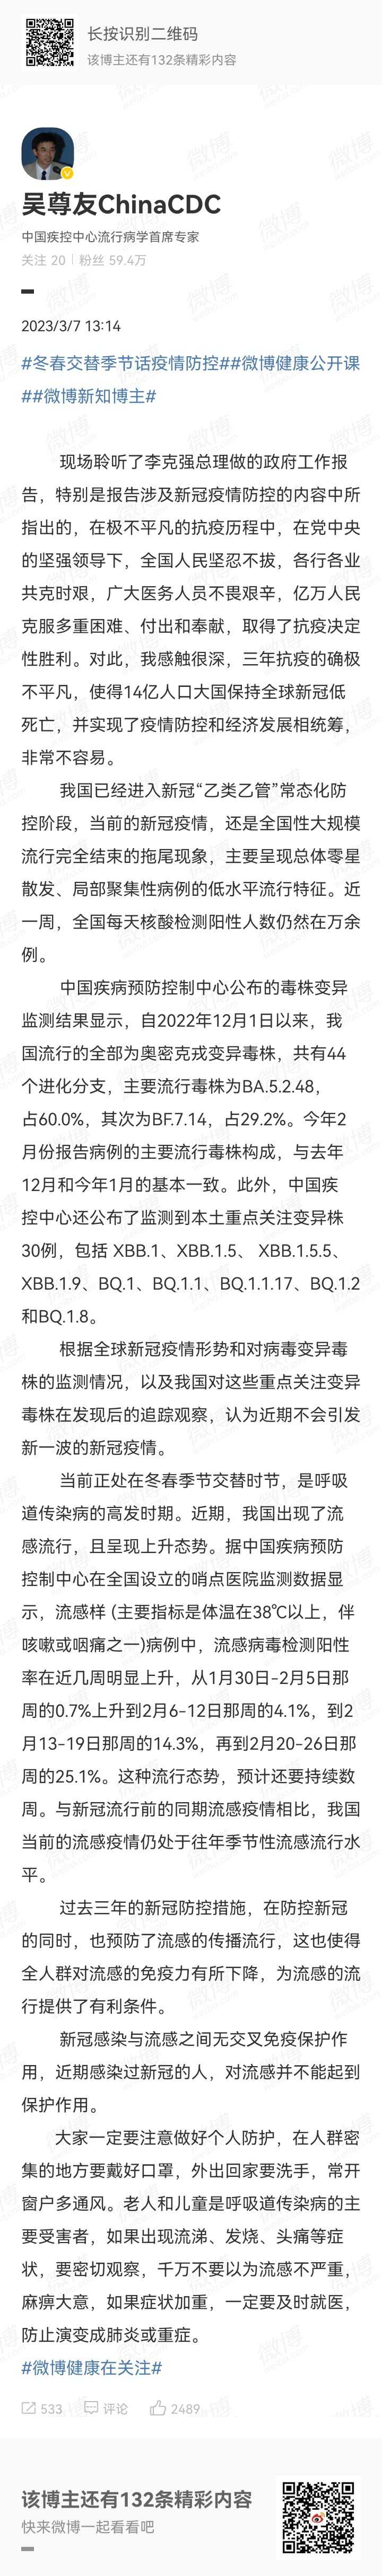 长按识别二维码
该博主还有132条精彩内容
吴尊友ChinaCDC
中国疾控中心流行病学首席专家
关注 20 | 粉丝 59.4万
2023/3/7 13:14
#冬春交替季节话疫情防控##微博健康公开课
##微博新知博主#
现场聆听了李克强总理做的政府工作报
告，特别是报告涉及新冠疫情防控的内容中所
指出的，在极不平凡的抗疫历程中，在党中央
的坚强领导下，全国人民坚忍不拔，各行各业
共克时艰，广大医务人员不畏艰辛，亿万人民
克服多重困难、付出和奉献，取得了抗疫决定
性胜利。对此，我感触很深，三年抗疫的确极
不平凡，使得14亿人口大国保持全球新冠低
死亡，并实现了疫情防控和经济发展相统筹，
非常不容易。
我国已经进入新冠“乙类乙管”常态化防
控阶段，当前的新冠疫情，还是全国性大规模
流行完全结束的拖尾现象，主要呈现总体零星
散发、局部聚集性病例的低水平流行特征。近
一周，全国每天核酸检测阳性人数仍然在万余
例。
中国疾病预防控制中心公布的毒株变异
监测结果显示，自2022年12月1日以来，我
国流行的全部为奥密克戎变异毒株，共有44
个进化分支，主要流行毒株为BA.5.2.48，
占60.0%，其次为BF.7.14，占29.2%。今年2
月份报告病例的主要流行毒株构成，与去年
12月和今年1月的基本一致。此外，中国疾
控中心还公布了监测到本土重点关注变异株
30例，包括 XBB.1、XBB.1.5、 XBB.1.5.5、
XBB.1.9、BQ.1、BQ.1.1、BQ.1.1.17、BQ.1.2
和BQ.1.8。
根据全球新冠疫情形势和对病毒变异毒
株的监测情况，以及我国对这些重点关注变异
毒株在发现后的追踪观察，认为近期不会引发
新一波的新冠疫情。
当前正处在冬春季节交替时节，是呼吸
道传染病的高发时期。近期，我国出现了流
感流行，且呈现上升态势。据中国疾病预防
控制中心在全国设立的哨点医院监测数据显
示，流感样 (主要指标是体温在38℃以上，伴
咳嗽或咽痛之一)病例中，流感病毒检测阳性
率在近几周明显上升，从1月30日-2月5日那
周的0.7%上升到2月6-12日那周的4.1%，到2
月13-19日那周的14.3%，再到2月20-26日那
周的25.1%。这种流行态势，预计还要持续数
周。与新冠流行前的同期流感疫情相比，我国
当前的流感疫情仍处于往年季节性流感流行水
平。
过去三年的新冠防控措施，在防控新冠
的同时，也预防了流感的传播流行，这也使得
全人群对流感的免疫力有所下降，为流感的流
行提供了有利条件。
新冠感染与流感之间无交叉免疫保护作
用，近期感染过新冠的人，对流感并不能起到
保护作用。
大家一定要注意做好个人防护，在人群密
集的地方要戴好口罩，外出回家要洗手，常开
窗户多通风。老人和儿童是呼吸道传染病的主
要受害者，如果出现流涕、发烧、头痛等症
状，要密切观察，千万不要以为流感不严重，
麻痹大意，如果症状加重，一定要及时就医，
防止演变成肺炎或重症。
#微博健康在关注#
533 评论 2489
该博主还有132条精彩内容
快来微博一起看看吧